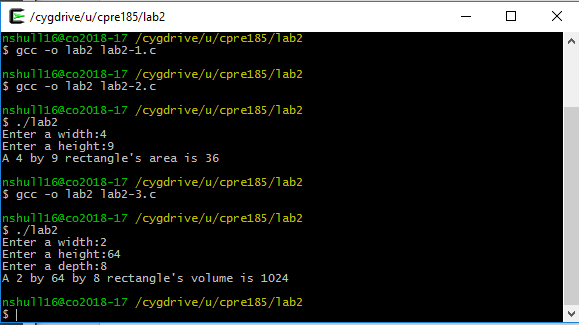 /cygdrive/u/cpre185/lab2
nshull16@co2018-17 /cygdrive/u/cpre185/lab2
$ gcc -o lab2 lab2-1.c
nshull16@co2018-17 /cygdrive/u/cpre185/lab2
$ gcc -o lab2 lab2-2.c
nshull16@co2018-17 /cygdrive/u/cpre185/lab2
$ ./lab2
Enter a width:4
Enter a height:9
A 4 by 9 rectangle's area is 36
nshull16@co2018-17 /cygdrive/u/cpre185/lab2
$ gcc -o lab2 lab2-3.c
nshull16@co2018-17 /cygdrive/u/cpre185/lab2
$ ./lab2
Enter a width:2
Enter a height:64
Enter a depth:8
A 2 by 64 by 8 rectangle's volume is 1024
nshull16@co2018-17 /cygdrive/u/cpre185/lab2
$